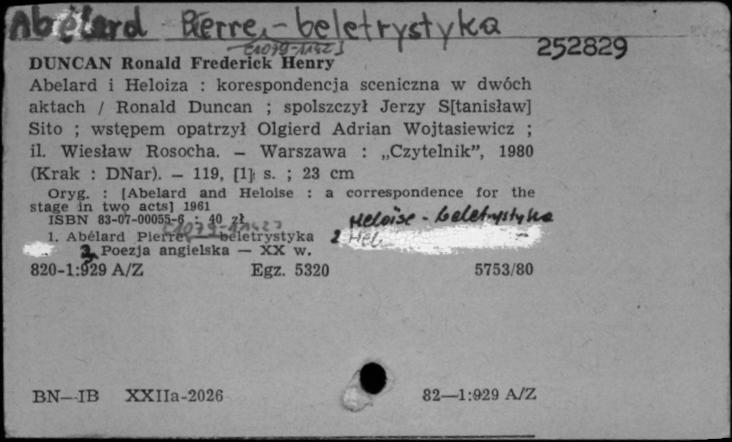 Abélard Pierre, - beletrystyka
(1079-1142)
252829
DUNCAN Ronald Frederick Henry
Abelard i Heloiza : korespondencja sceniczna w dwóch
aktach / Ronald Duncan ; spolszczył Jerzy S[tanisław]
Sito ; wstępem opatrzył Olgierd Adrian Wojtasiewicz ;
il. Wiesław Rosocha. — Warszawa : „Czytelnik”, 1980
(Krak : DNar). — 119, [1] s. ; 23 cm
Oryg. : [Abelard and Heloise : a correspondence for the
stage in two acts] 1961
ISBN 83-07-00055-6 : 40 zł
Heloise - beletrystyka
1. Abélard Pierre, — beletrystyka 2
2. Poezja angielska — XX w.
820-1:929 A/Z Egz. 5320 5753/80
BN—IB XXIIa-2026 82—1:929 A/Z